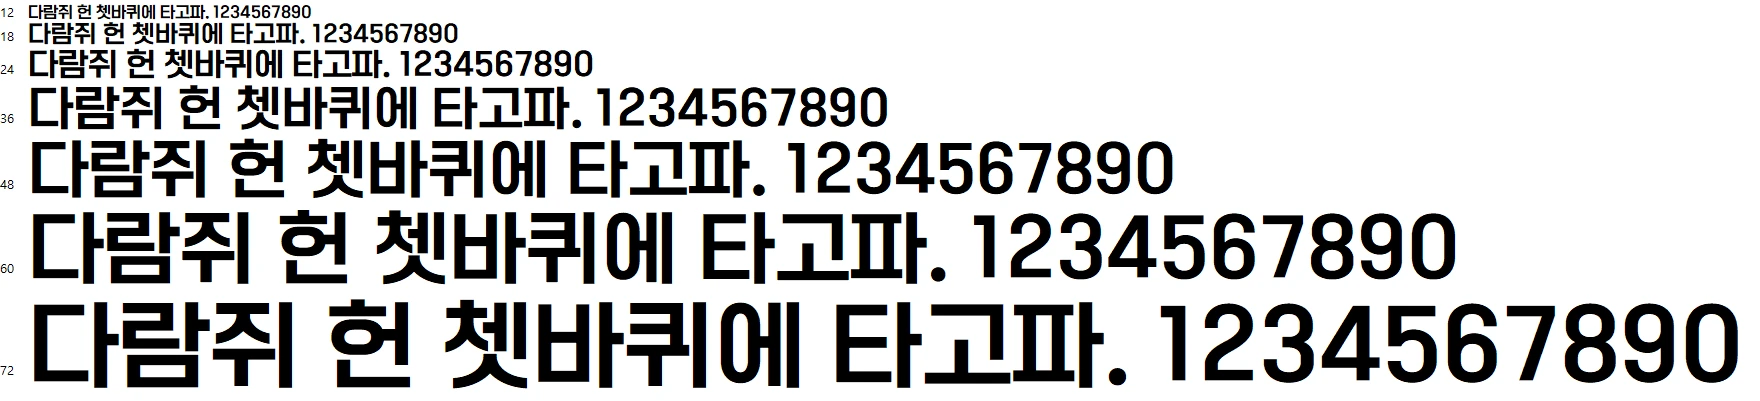 12 다람쥐 헌 쳇바퀴에 타고파. 1234567890
18 다람쥐 헌 쳇바퀴에 타고파. 1234567890
24 다람쥐 헌 쳇바퀴에 타고파. 1234567890
36 다람쥐 헌 쳇바퀴에 타고파. 1234567890
48 다람쥐 헌 쳇바퀴에 타고파. 1234567890
60 다람쥐 헌 쳇바퀴에 타고파. 1234567890
72 다람쥐 헌 쳇바퀴에 타고파. 1234567890